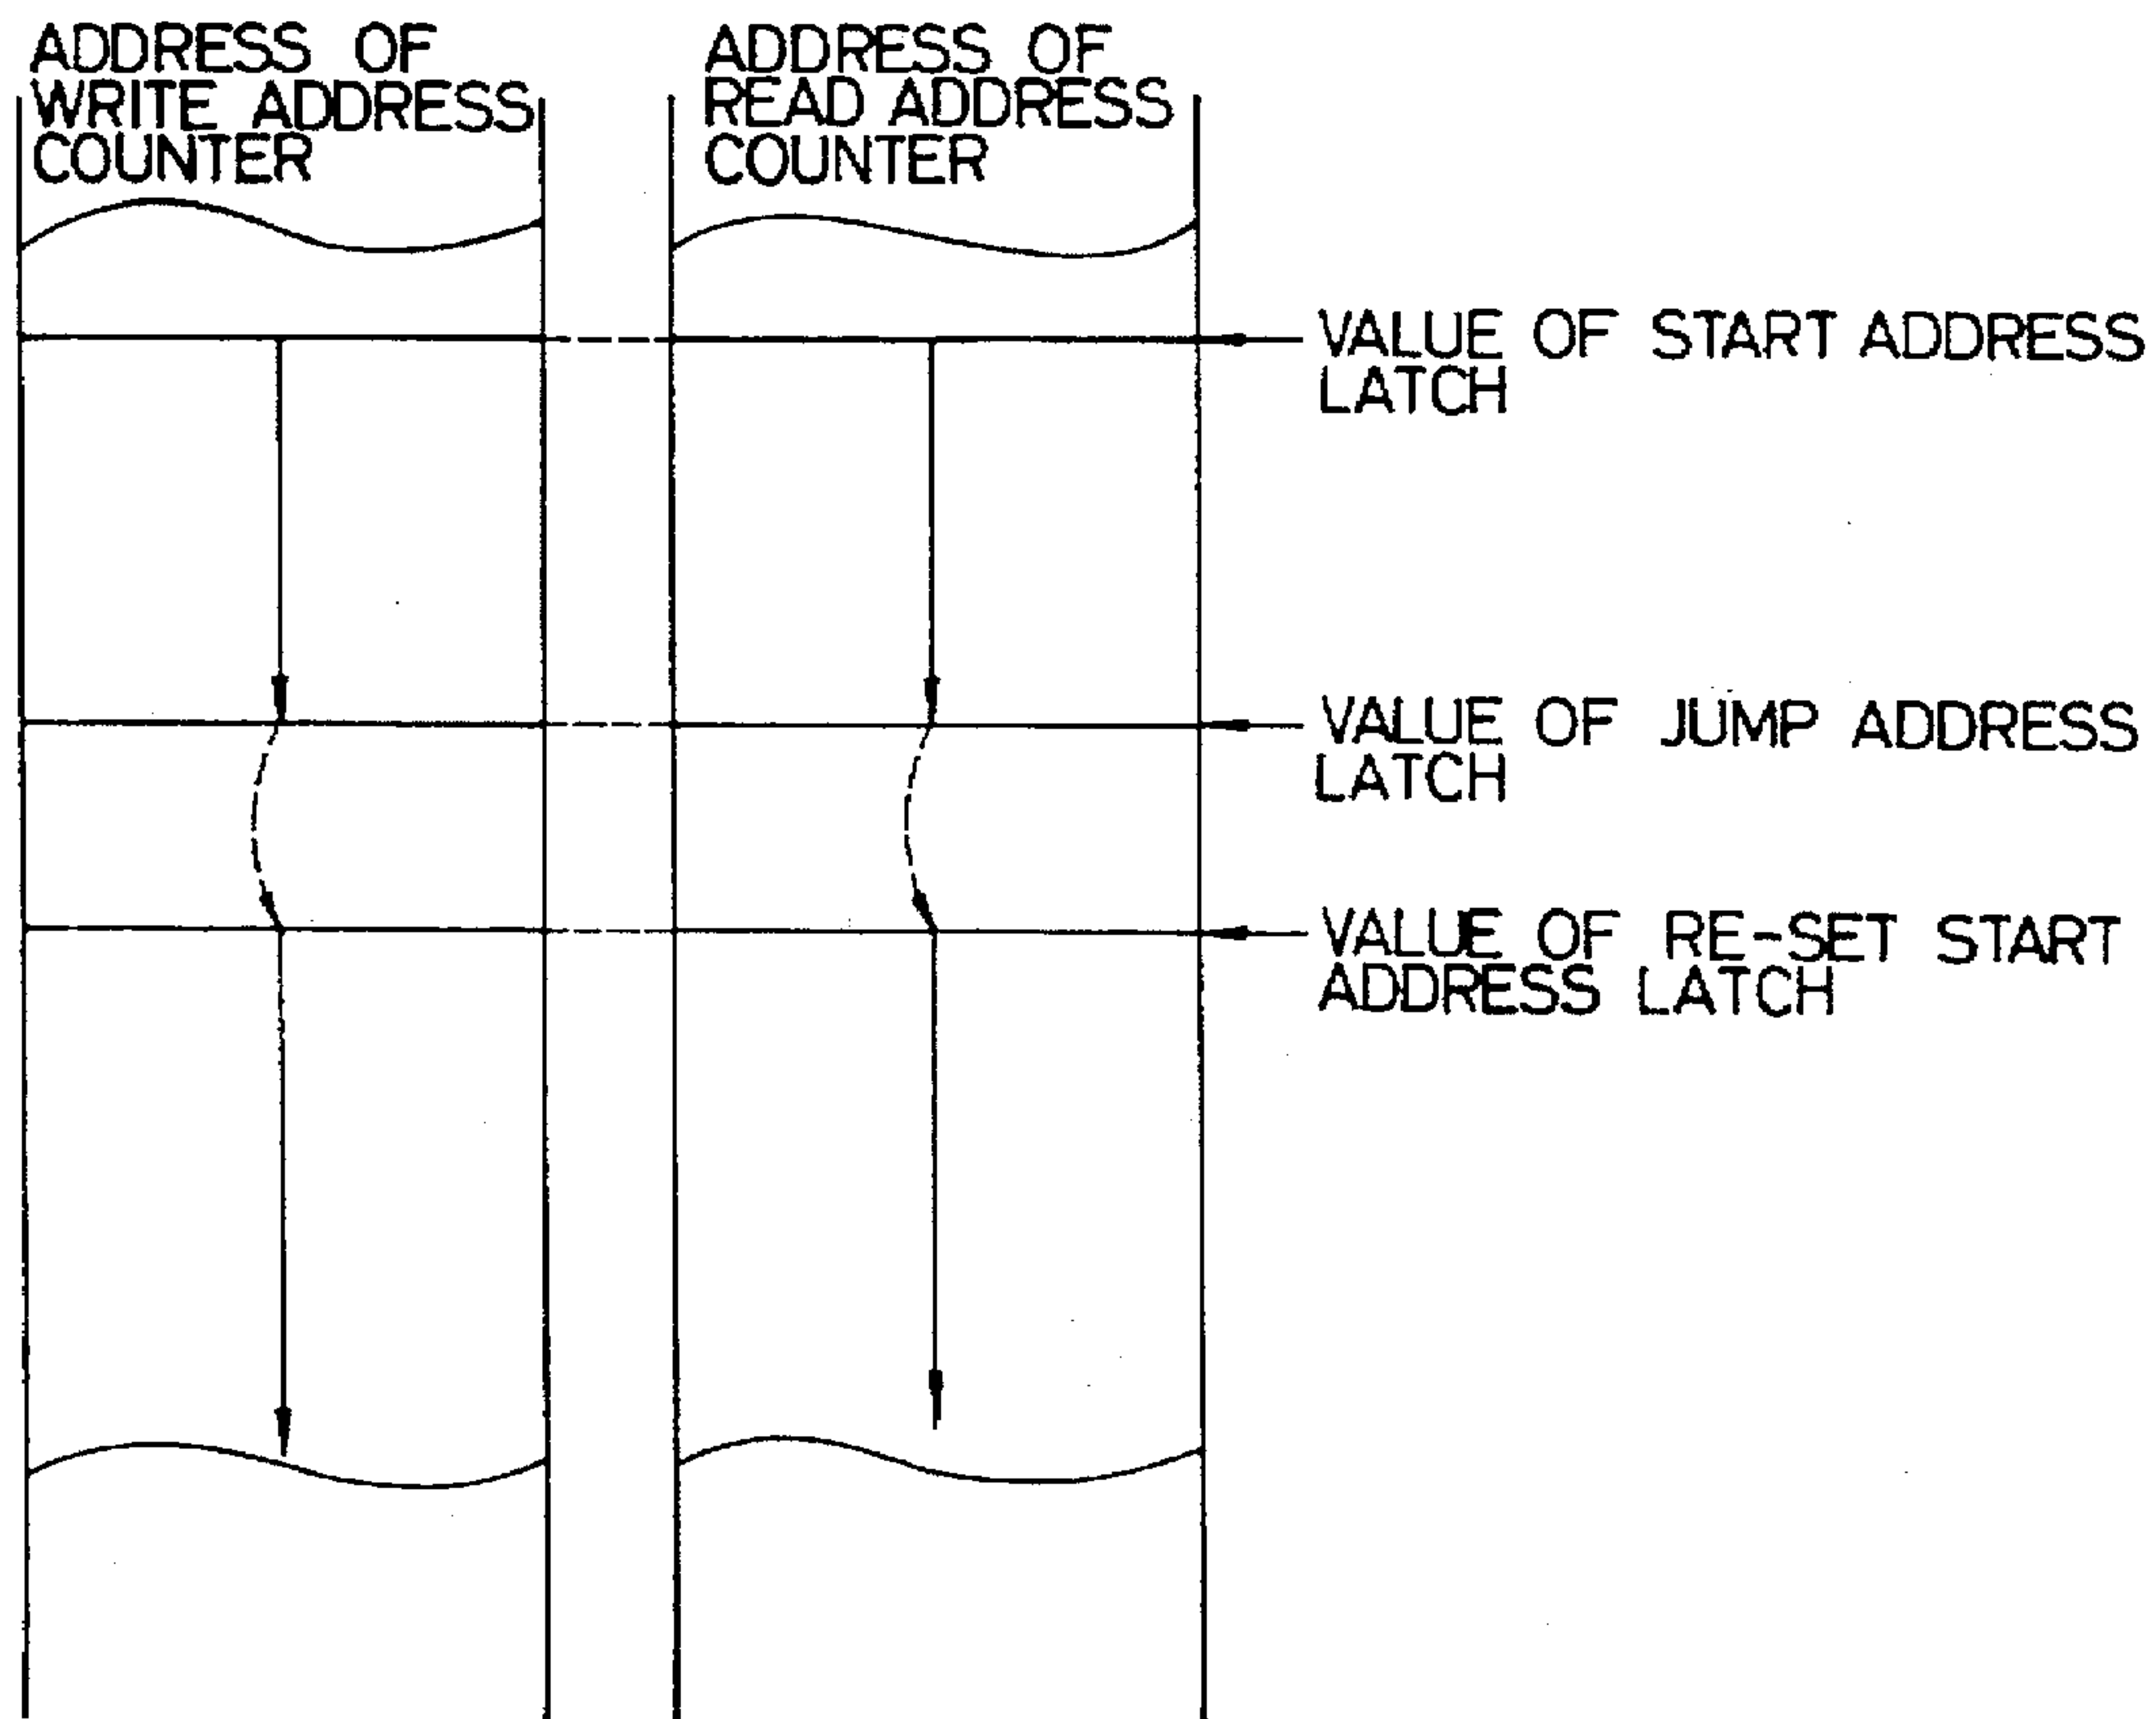 ADDRESS OF
WRITE ADDRESS
COUNTER
ADDRESS OF
READ ADDRESS
COUNTER
VALUE OF START ADDRESS
LATCH
VALUE OF JUMP ADDRESS
LATCH
VALUE OF RE-SET START
ADDRESS LATCH